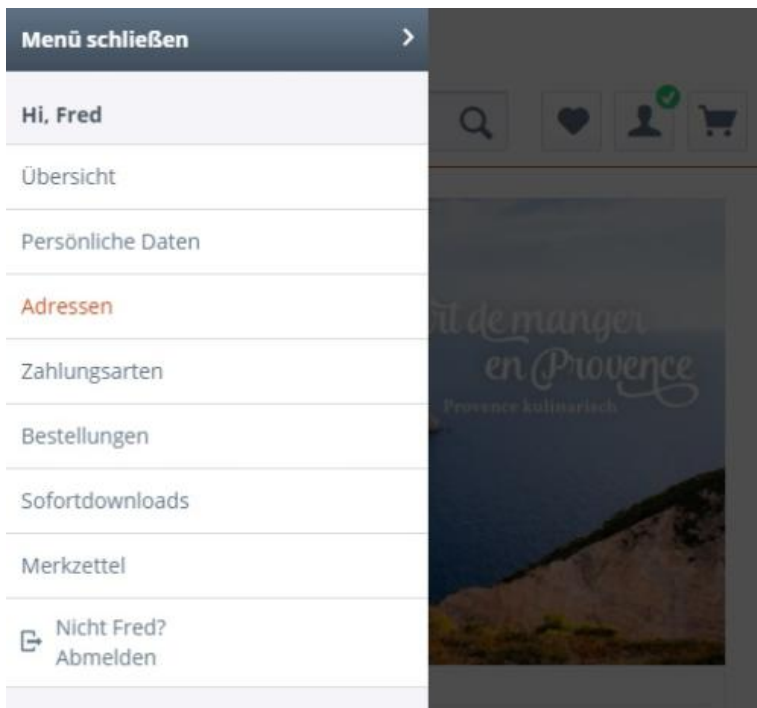 Menü schließen
Hi, Fred
Übersicht
Persönliche Daten
Adressen
Zahlungsarten
Bestellungen
Sofortdownloads
Merkzettel
Nicht Fred?
Abmelden
de manger
en Provence
Provence kulinarisch